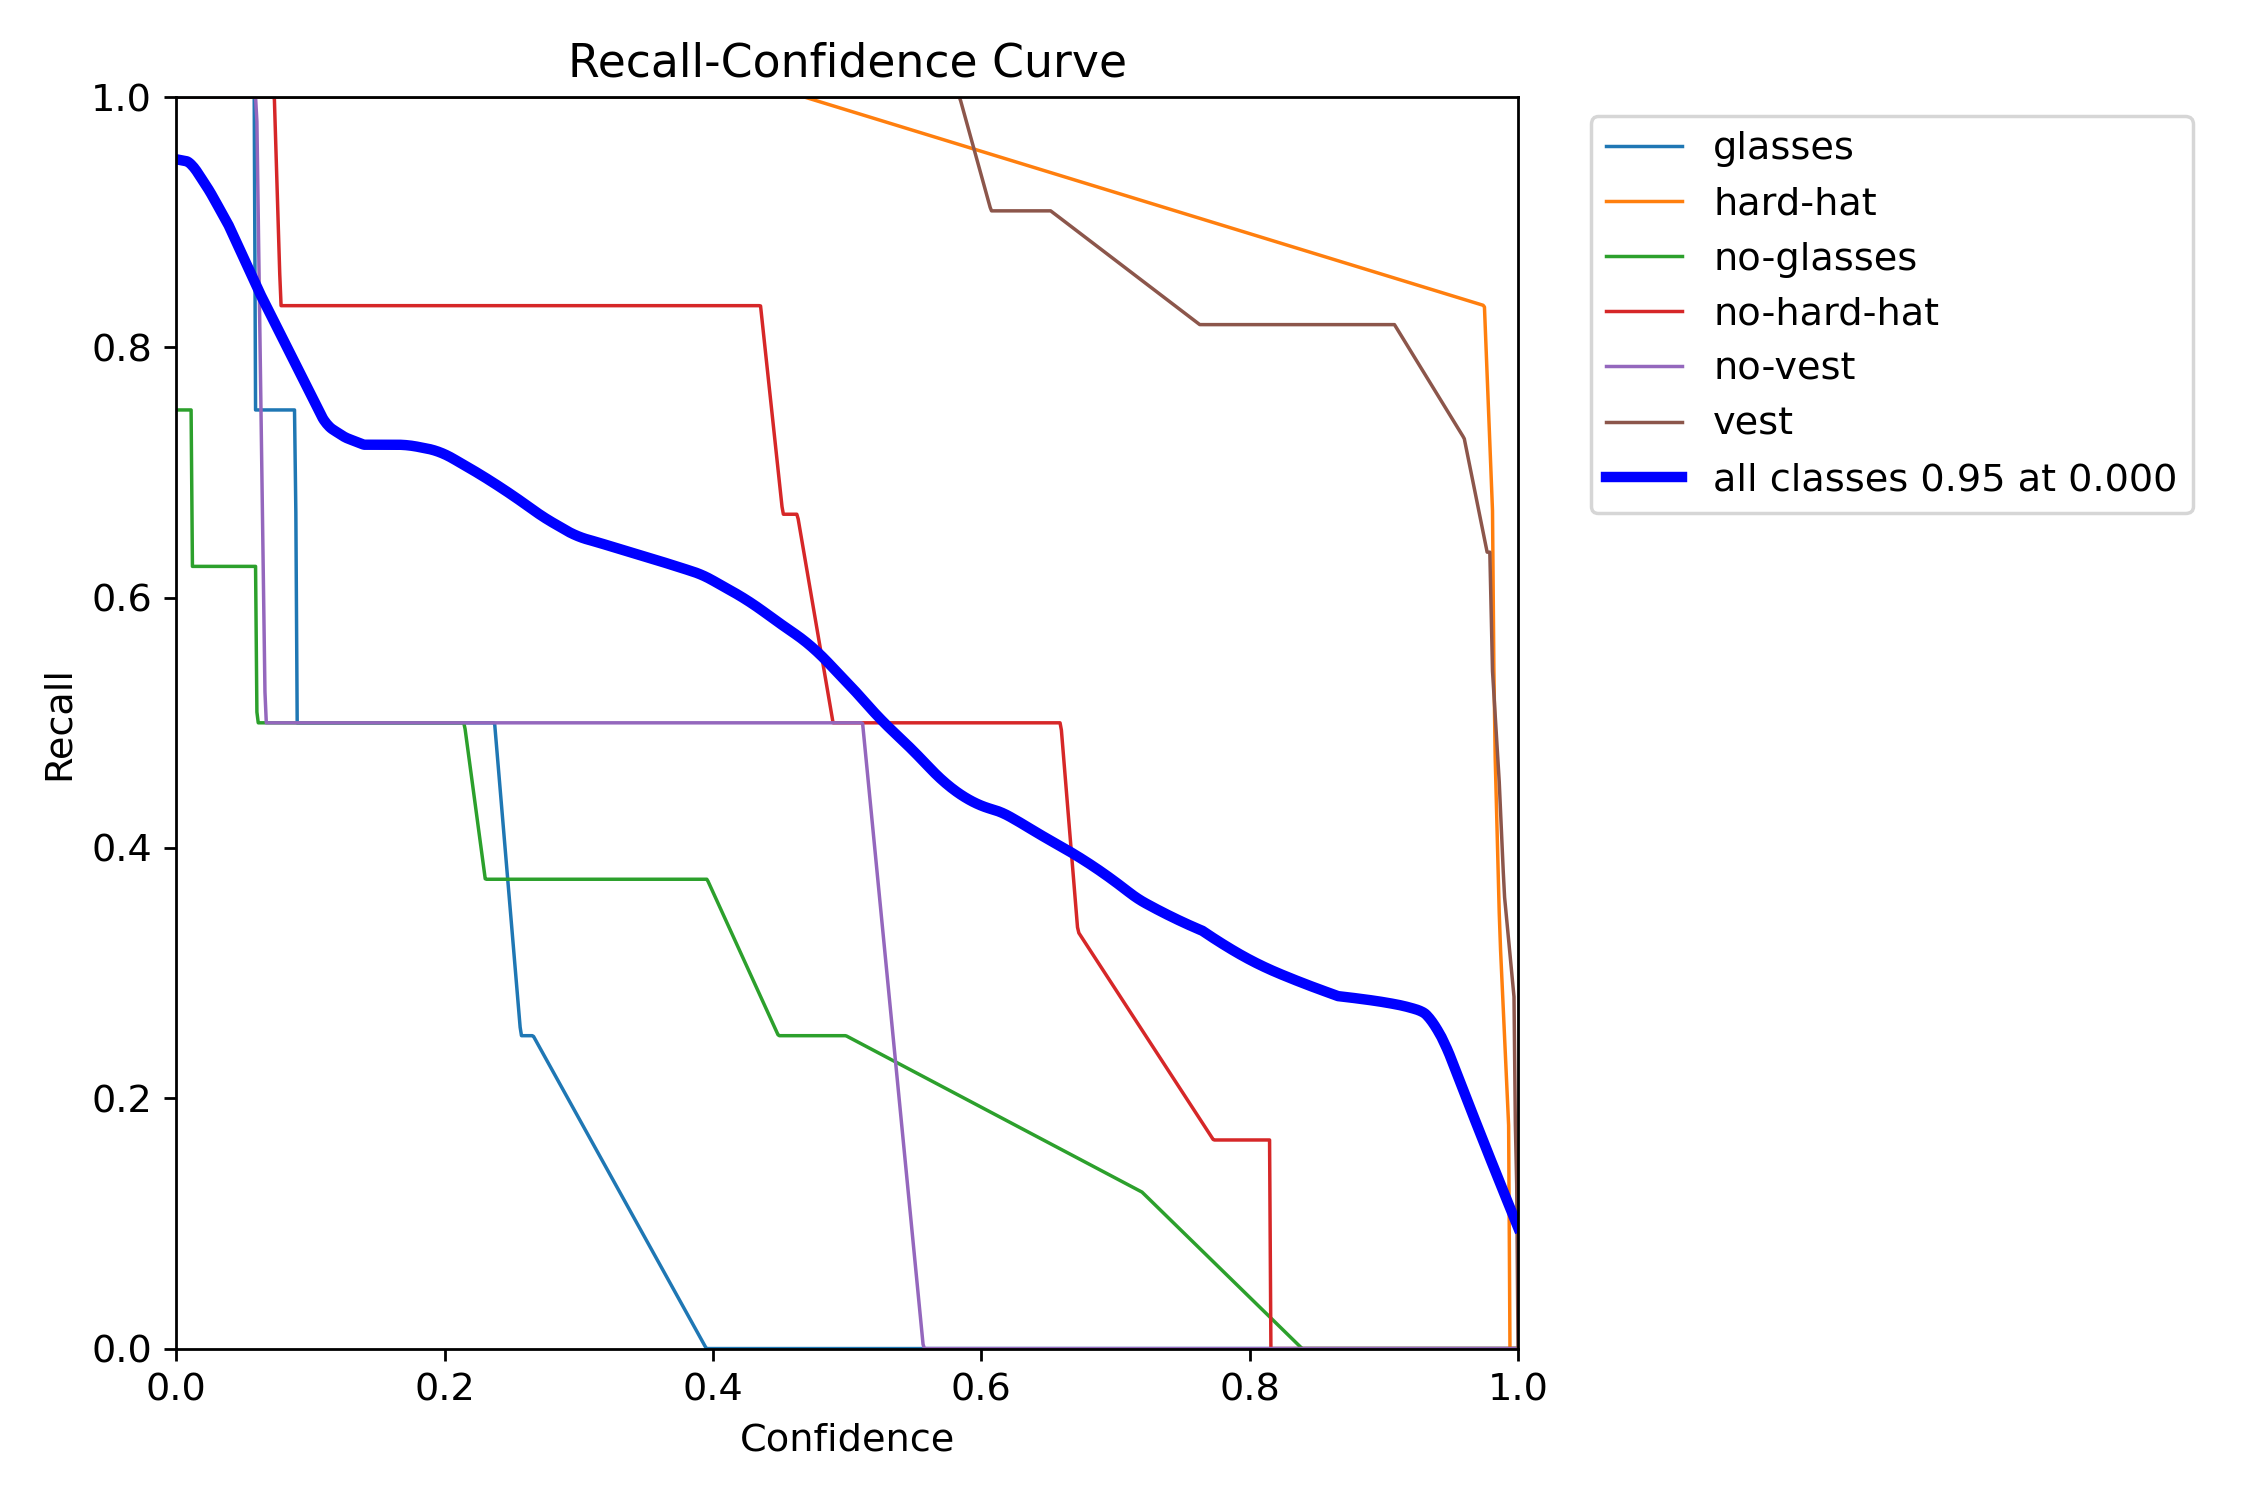 Recall-Confidence Curve
1.0
0.8
0.6
0.4
0.2
0.0
Recall
0.0 0.2 0.4 0.6 0.8 1.0
Confidence
glasses
hard-hat
no-glasses
no-hard-hat
no-vest
vest
all classes 0.95 at 0.000